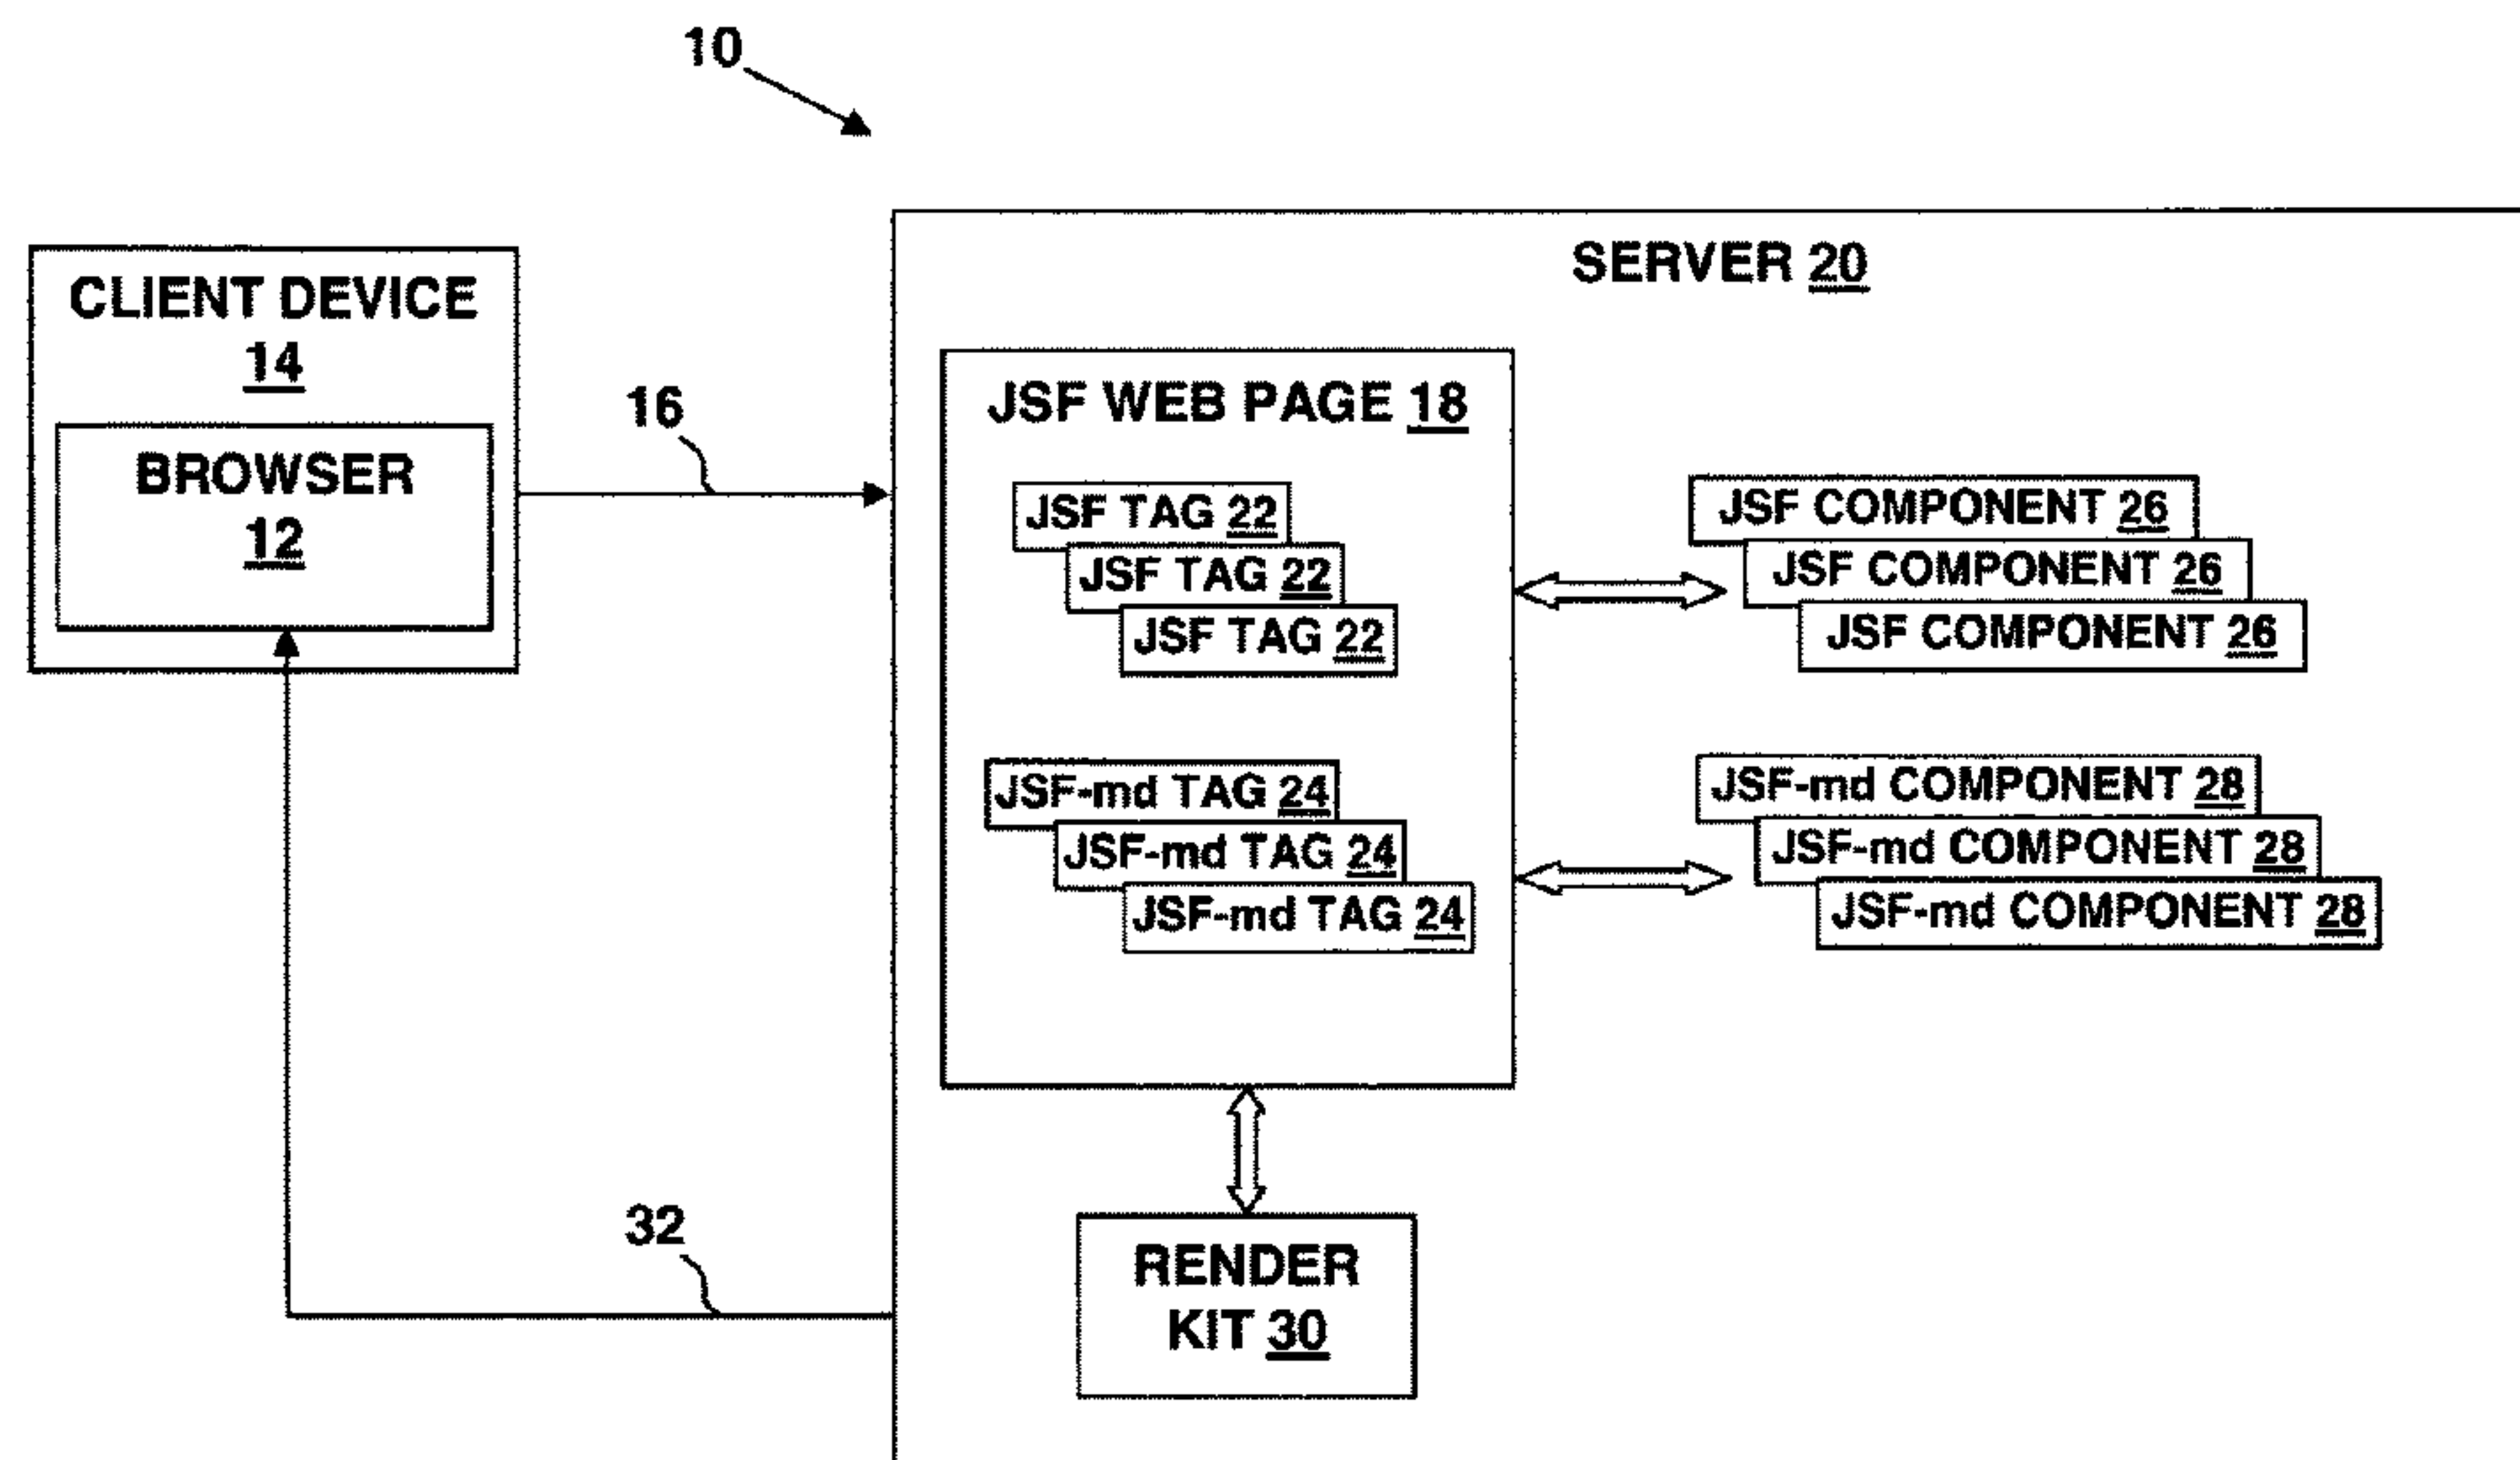 10
CLIENT DEVICE
14
BROWSER
12
16
32
SERVER 20
JSF WEB PAGE 18
JSF TAG 22
JSF TAG 22
JSF TAG 22
JSF-md TAG 24
JSF-md TAG 24
JSF-md TAG 24
JSF COMPONENT 26
JSF COMPONENT 26
JSF COMPONENT 26
JSF-md COMPONENT 28
JSF-md COMPONENT 28
JSF-md COMPONENT 28
RENDER
KIT 30